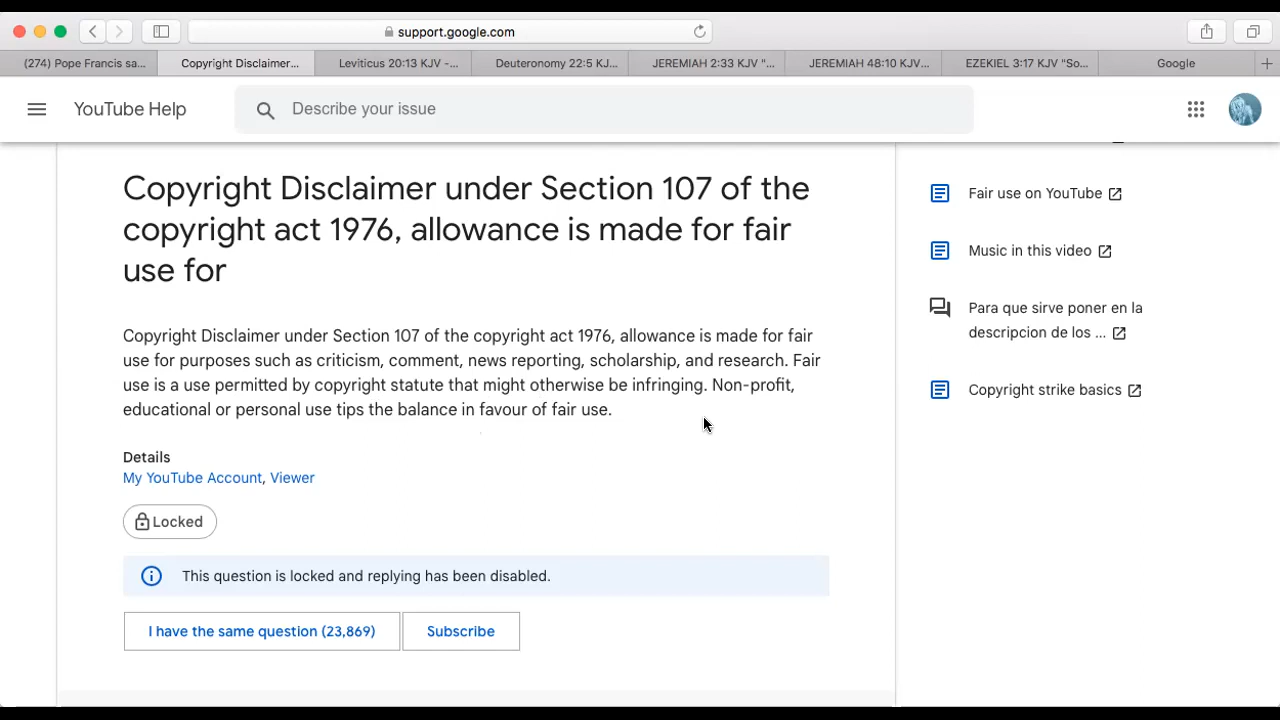 support.google.com
(274) Pope Francis sa...
Copyright Disclaimer...
Leviticus 20:13 KJV -...
Deuteronomy 22:5 KJ...
JEREMIAH 2:33 KJV "...
JEREMIAH 48:10 KJV...
EZEKIEL 3:17 KJV "So...
Google
YouTube Help
Describe your issue
Copyright Disclaimer under Section 107 of the
copyright act 1976, allowance is made for fair
use for
Copyright Disclaimer under Section 107 of the copyright act 1976, allowance is made for fair
use for purposes such as criticism, comment, news reporting, scholarship, and research. Fair
use is a use permitted by copyright statute that might otherwise be infringing. Non-profit,
educational or personal use tips the balance in favour of fair use.
Details
My YouTube Account, Viewer
Locked
This question is locked and replying has been disabled.
I have the same question (23,869)
Subscribe
Fair use on YouTube
Music in this video
Para que sirve poner en la
descripcion de los ...
Copyright strike basics